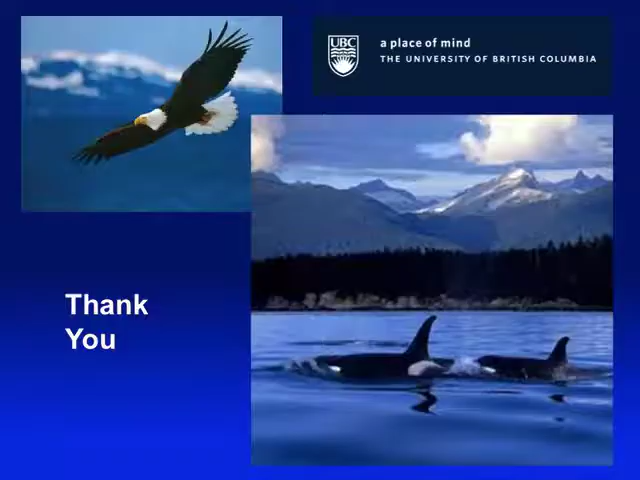 UBC
a place of mind
THE UNIVERSITY OF BRITISH COLUMBIA
Thank
You